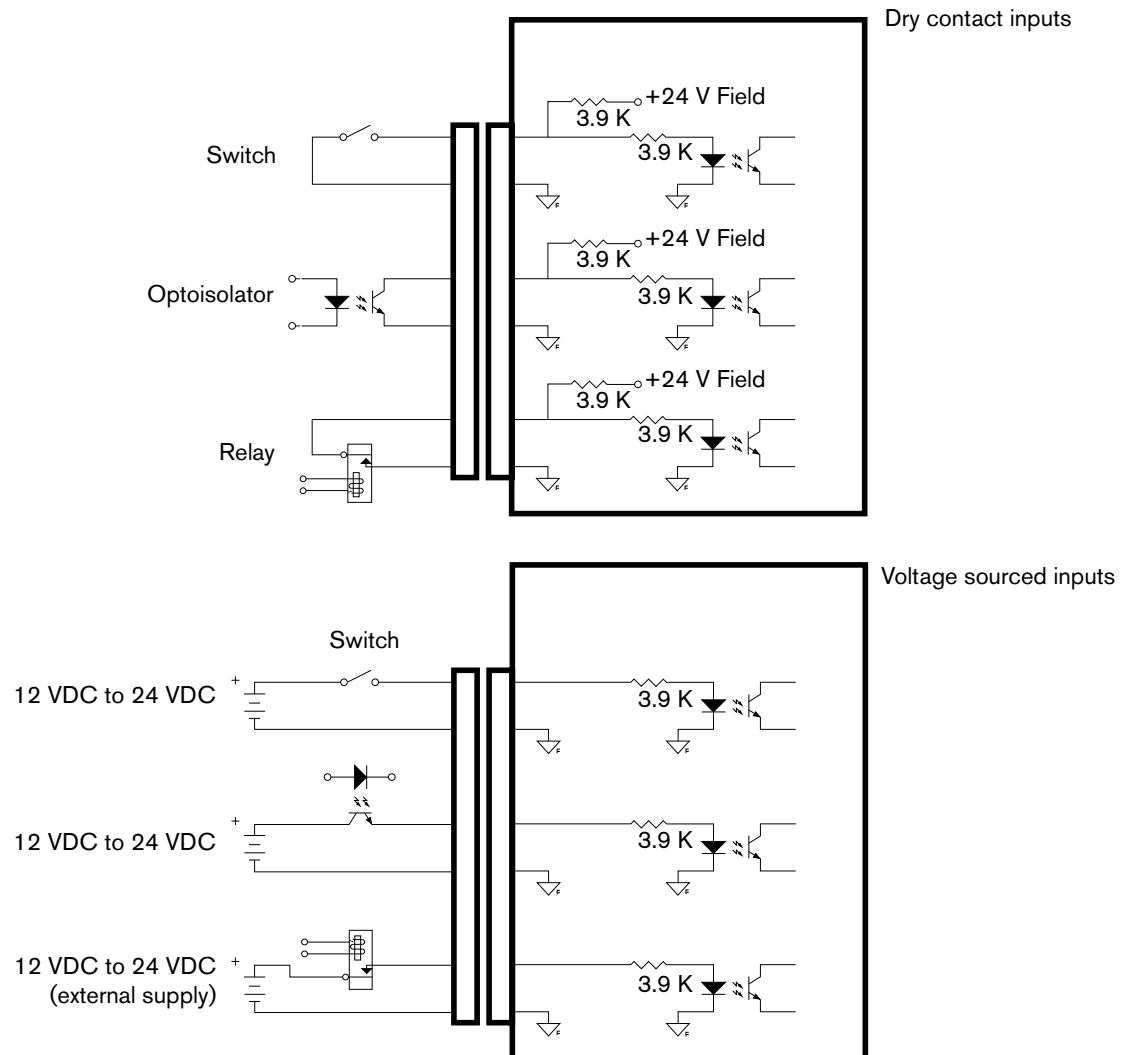 Dry contact inputs
+24 V Field
3.9 K
Switch
3.9 K
F
F
+24 V Field
3.9 K
Optoisolator
3.9 K
F
F
+24 V Field
3.9 K
Relay
3.9 K
F
F
Voltage sourced inputs
Switch
+
12 VDC to 24 VDC
3.9 K
F
F
+
12 VDC to 24 VDC
3.9 K
F
F
+
12 VDC to 24 VDC
(external supply)
3.9 K
F
F